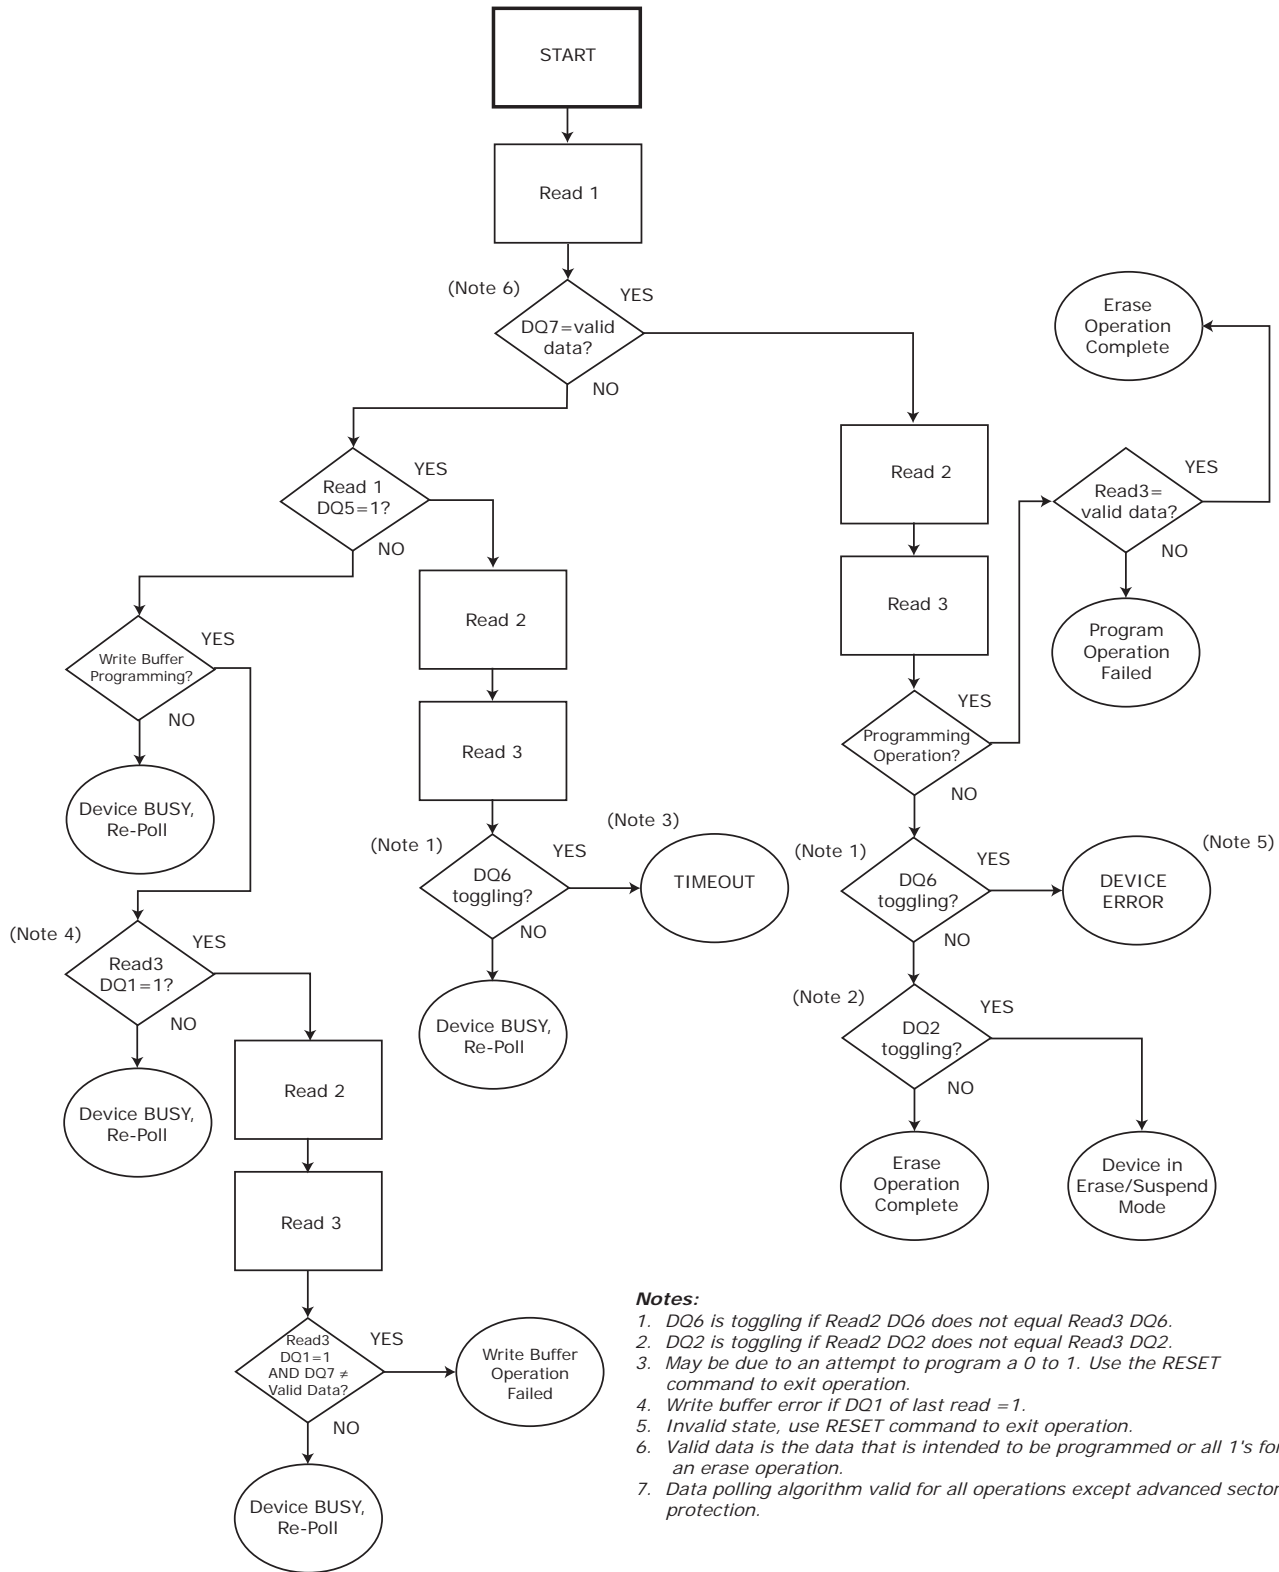 START
Read 1
(Note 6)
YES
DQ7=valid
data?
NO
Erase
Operation
Complete
YES
Read 1
DQ5=1?
NO
Read 2
YES
Read3=
valid data?
NO
Read 2
Read 3
Program
Operation
Failed
YES
Write Buffer
Programming?
NO
Read 3
YES
Programming
Operation?
NO
Device BUSY,
Re-Poll
(Note 1)
YES
DQ6
toggling?
NO
(Note 3)
TIMEOUT
(Note 1)
YES
DQ6
toggling?
NO
(Note 5)
DEVICE
ERROR
(Note 4)
YES
Read3
DQ1=1?
NO
Device BUSY,
Re-Poll
(Note 2)
YES
DQ2
toggling?
NO
Device BUSY,
Re-Poll
Read 2
Erase
Operation
Complete
Device in
Erase/Suspend
Mode
Read 3
Read3
DQ1=1
AND DQ7 ≠
Valid Data?
YES
NO
Write Buffer
Operation
Failed
Device BUSY,
Re-Poll
Notes:
1. DQ6 is toggling if Read2 DQ6 does not equal Read3 DQ6.
2. DQ2 is toggling if Read2 DQ2 does not equal Read3 DQ2.
3. May be due to an attempt to program a 0 to 1. Use the RESET
command to exit operation.
4. Write buffer error if DQ1 of last read =1.
5. Invalid state, use RESET command to exit operation.
6. Valid data is the data that is intended to be programmed or all 1's for
an erase operation.
7. Data polling algorithm valid for all operations except advanced sector
protection.